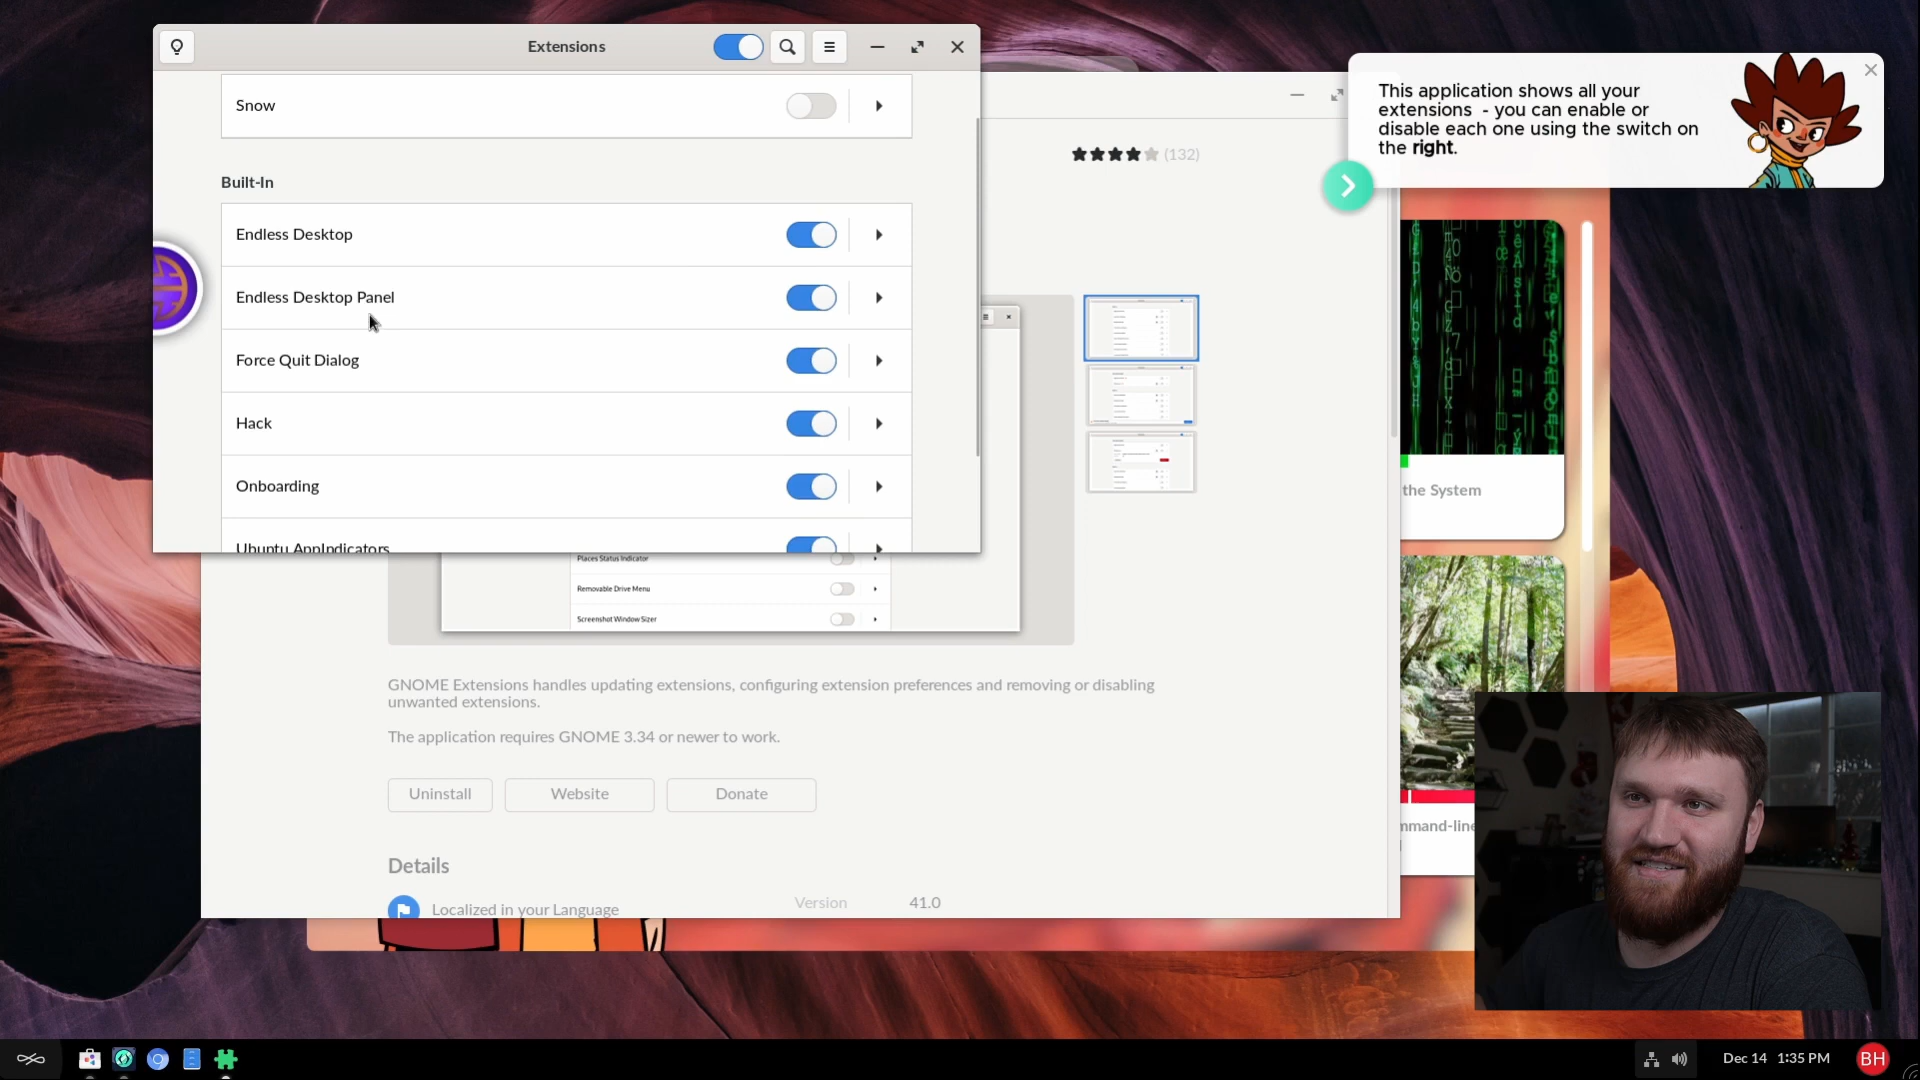 Extensions
Snow
Built-In
Endless Desktop
Endless Desktop Panel
Force Quit Dialog
Hack
Onboarding
Ubuntu AppIndicators
This application shows all your
extensions - you can enable or
disable each one using the switch on
the right.
(132)
the System
mmand-line
Places Status Indicator
Removable Drive Menu
Screenshot Window Sizer
GNOME Extensions handles updating extensions, configuring extension preferences and removing or disabling
unwanted extensions.
The application requires GNOME 3.34 or newer to work.
Uninstall
Website
Donate
Details
Localized in your Language
Version 41.0
Dec 14 1:35 PM
BH